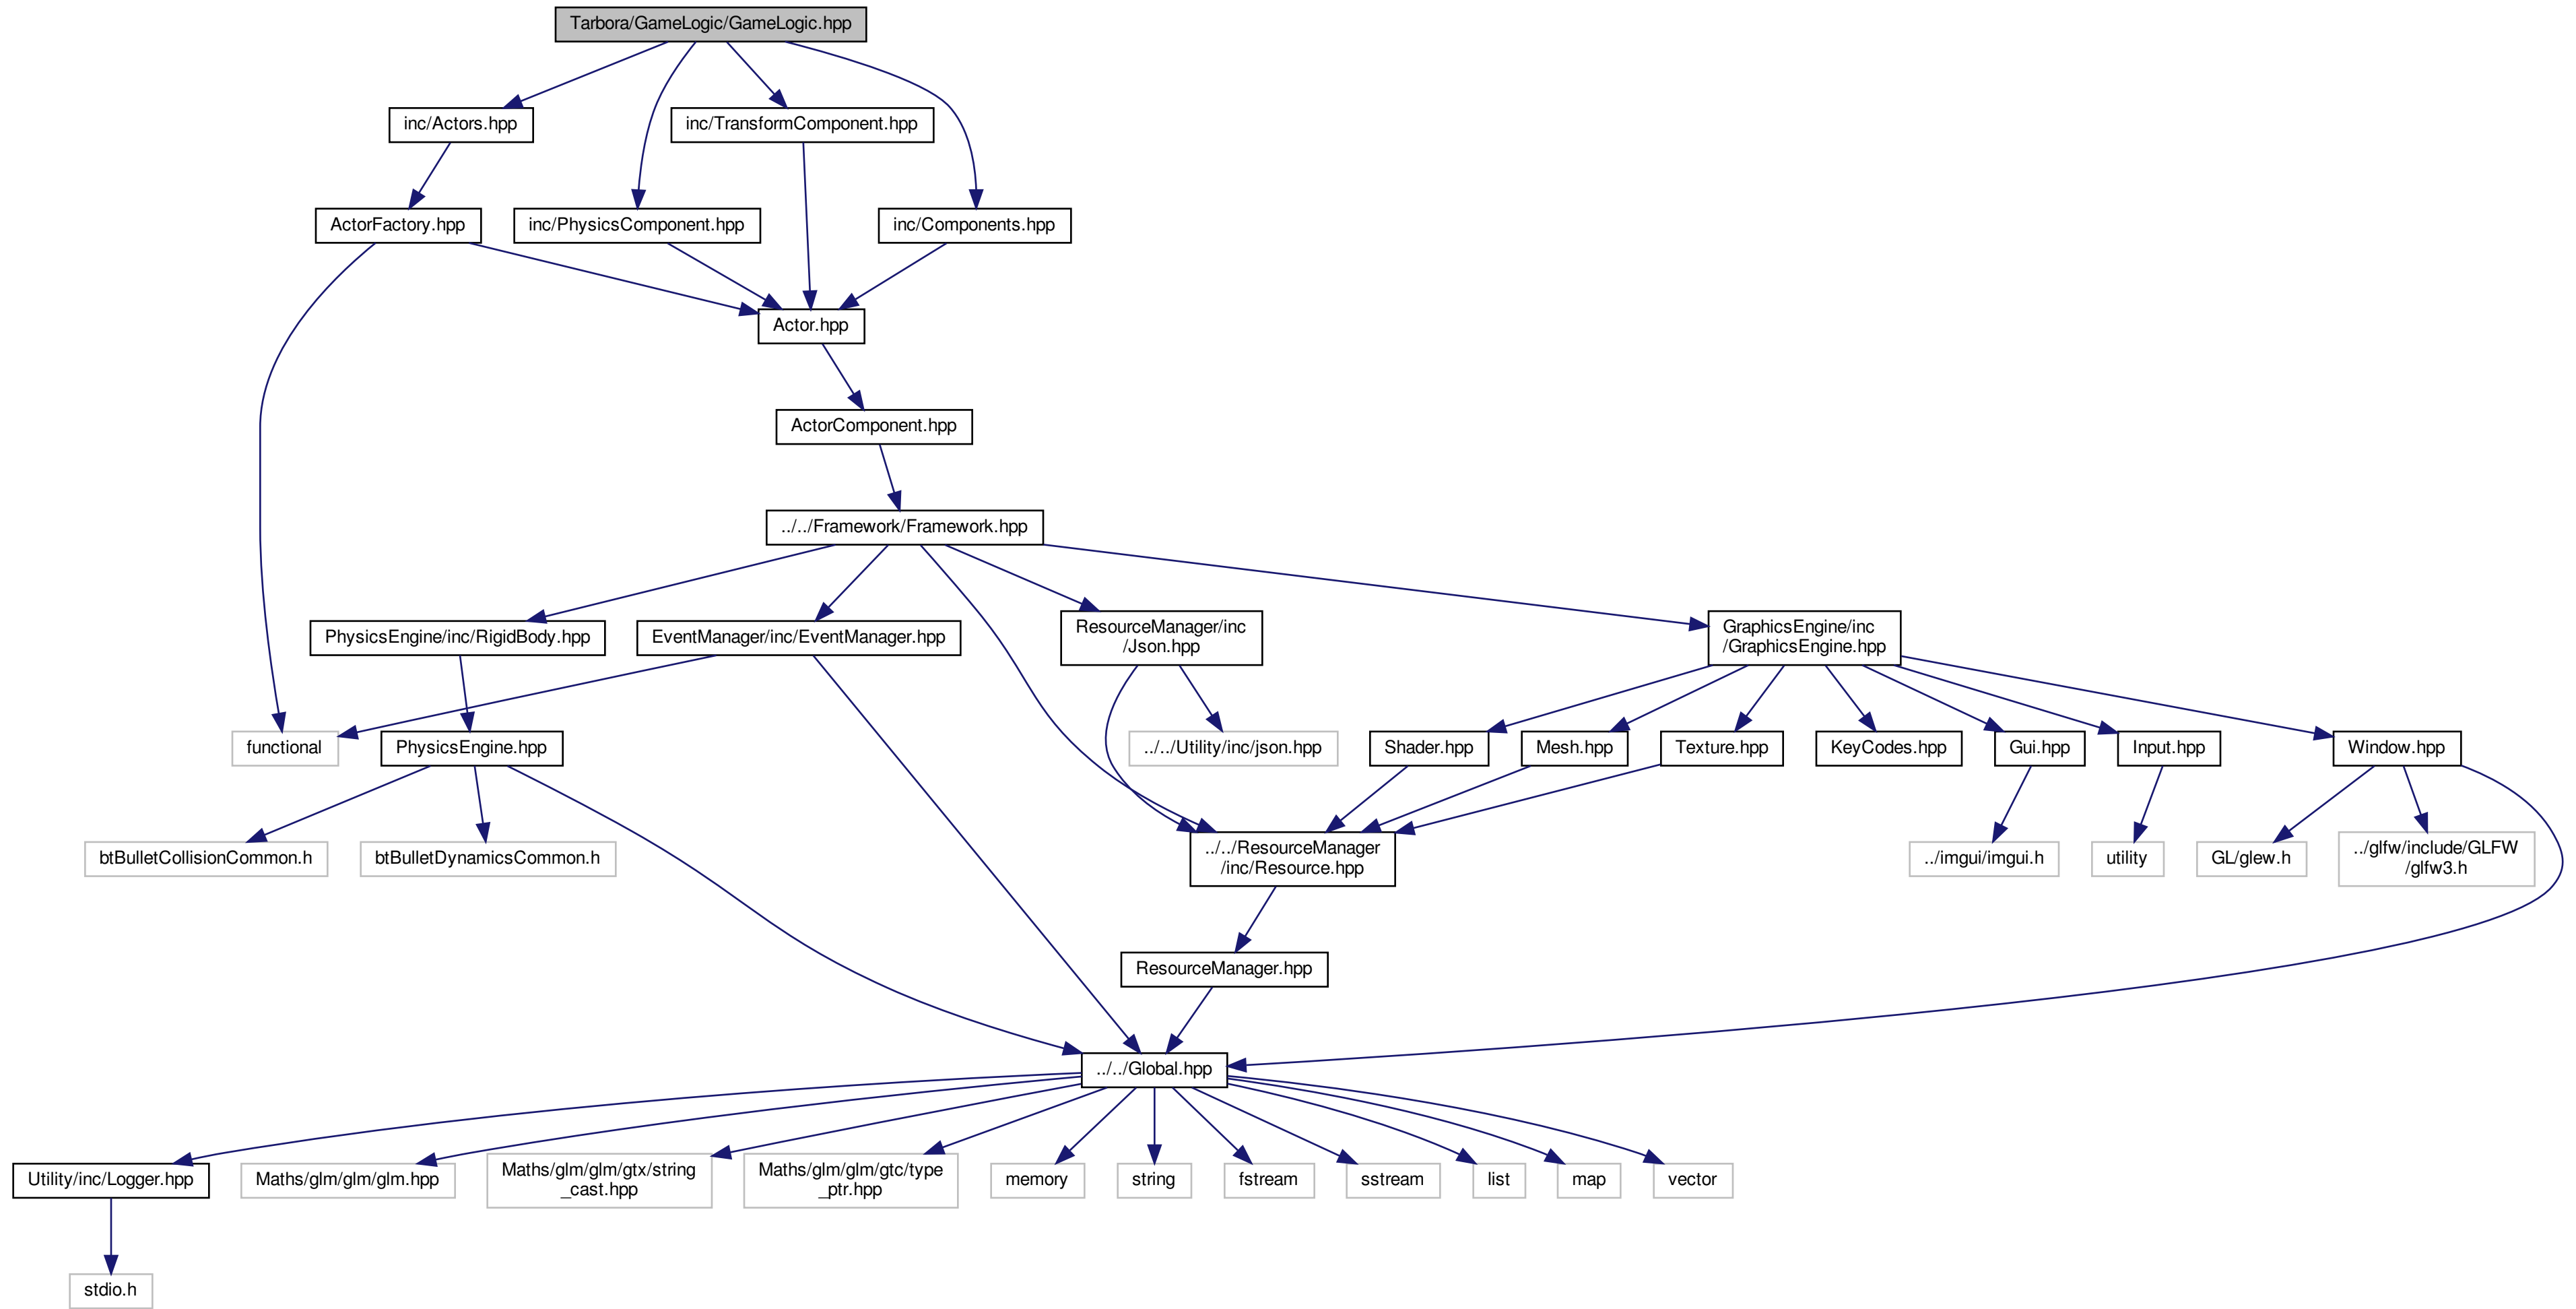 Tarbora/GameLogic/GameLogic.hpp
inc/Actors.hpp
inc/TransformComponent.hpp
ActorFactory.hpp
inc/PhysicsComponent.hpp
inc/Components.hpp
Actor.hpp
ActorComponent.hpp
../../Framework/Framework.hpp
PhysicsEngine/inc/RigidBody.hpp
EventManager/inc/EventManager.hpp
ResourceManager/inc
/Json.hpp
GraphicsEngine/inc
/GraphicsEngine.hpp
functional
PhysicsEngine.hpp
../../Utility/inc/json.hpp
Shader.hpp
Mesh.hpp
Texture.hpp
KeyCodes.hpp
Gui.hpp
Input.hpp
Window.hpp
btBulletCollisionCommon.h
btBulletDynamicsCommon.h
../../ResourceManager
/inc/Resource.hpp
../imgui/imgui.h
utility
GL/glew.h
../glfw/include/GLFW
/glfw3.h
ResourceManager.hpp
../../Global.hpp
Utility/inc/Logger.hpp
Maths/glm/glm/glm.hpp
Maths/glm/glm/gtx/string
_cast.hpp
Maths/glm/glm/gtc/type
_ptr.hpp
memory
string
fstream
sstream
list
map
vector
stdio.h